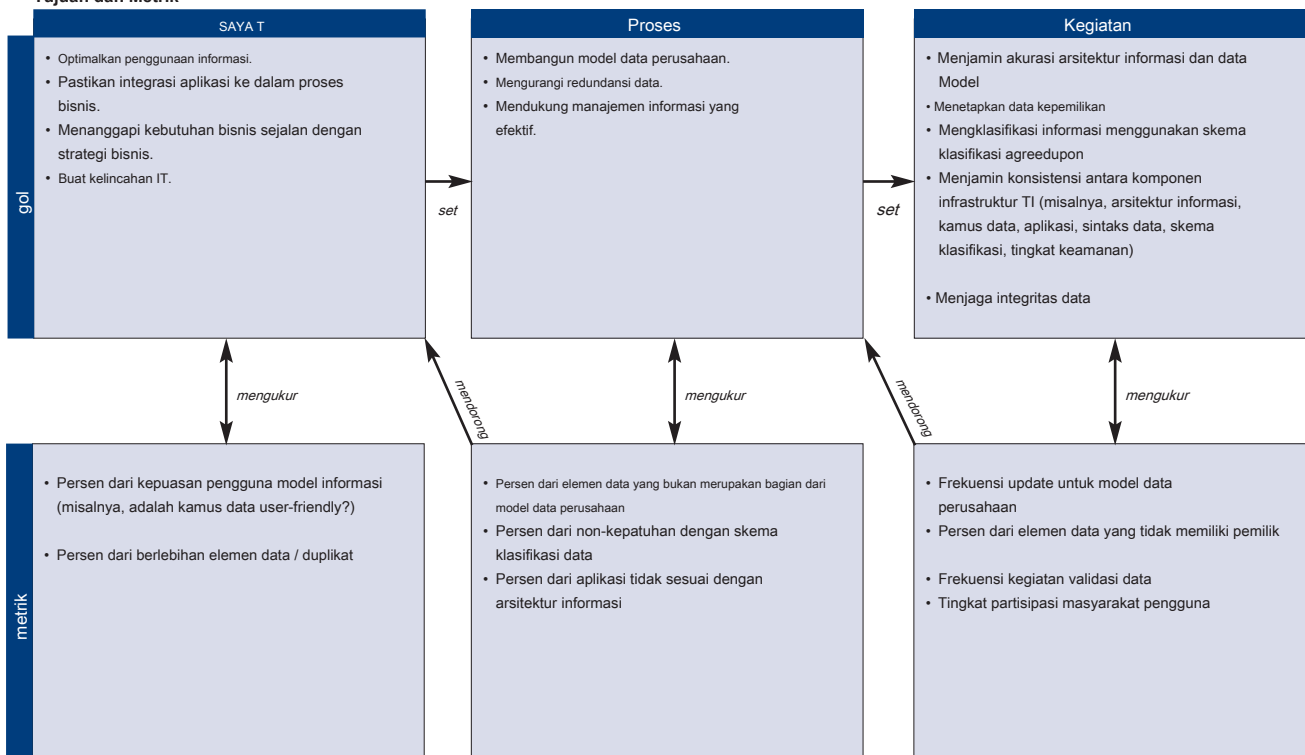 Tujuan dan Metrik
SAYA T
Proses
Kegiatan
gol
• Optimalkan penggunaan informasi.
• Pastikan integrasi aplikasi ke dalam proses
bisnis.
• Menanggapi kebutuhan bisnis sejalan dengan
strategi bisnis.
• Buat kelincahan IT.
set
• Membangun model data perusahaan.
• Mengurangi redundansi data.
• Mendukung manajemen informasi yang
efektif.
set
• Menjamin akurasi arsitektur informasi dan data
Model
• Menetapkan data kepemilikan
• Mengklasifikasi informasi menggunakan skema
klasifikasi agreedupon
• Menjamin konsistensi antara komponen
infrastruktur TI (misalnya, arsitektur informasi,
kamus data, aplikasi, sintaks data, skema
klasifikasi, tingkat keamanan)
• Menjaga integritas data
mengukur
mendorong
mengukur
mendorong
mengukur
metrik
• Persen dari kepuasan pengguna model informasi
(misalnya, adalah kamus data user-friendly?)
• Persen dari berlebihan elemen data / duplikat
• Persen dari elemen data yang bukan merupakan bagian dari
model data perusahaan
• Persen dari non-kepatuhan dengan skema
klasifikasi data
• Persen dari aplikasi tidak sesuai dengan
arsitektur informasi
• Frekuensi update untuk model data
perusahaan
• Persen dari elemen data yang tidak memiliki pemilik
• Frekuensi kegiatan validasi data
• Tingkat partisipasi masyarakat pengguna